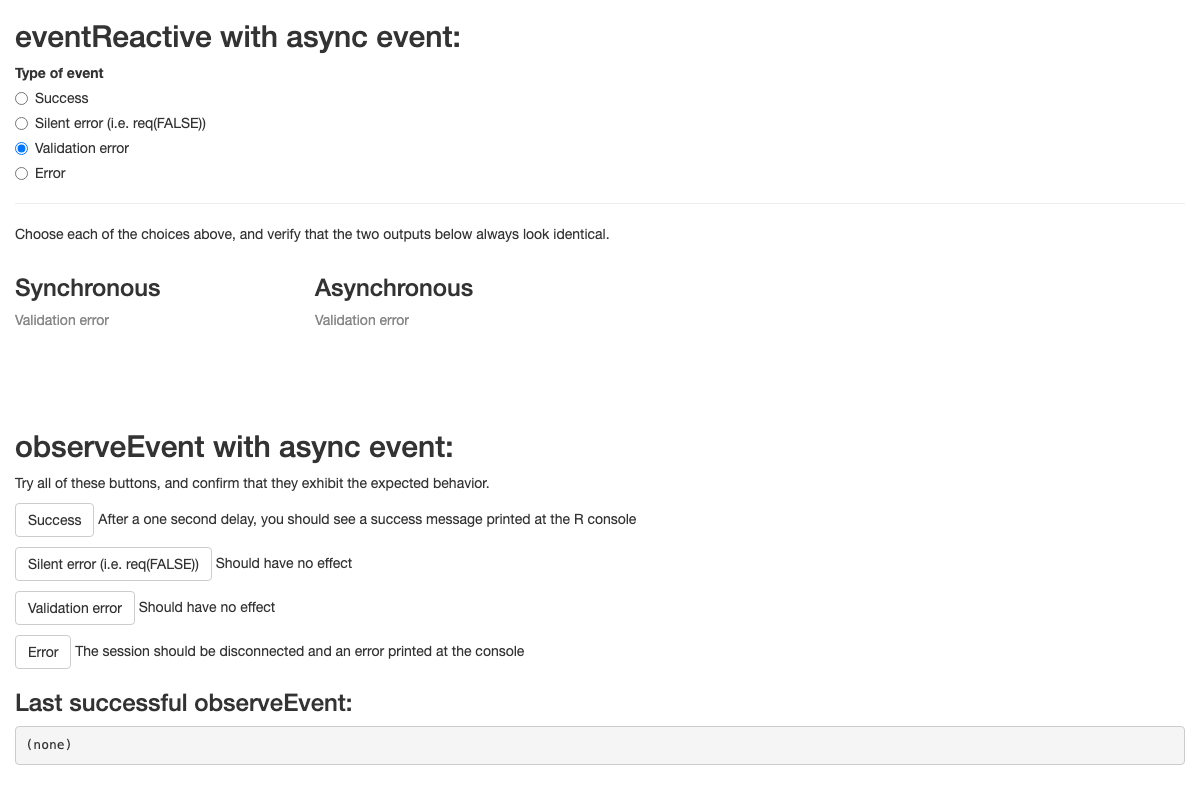 eventReactive with async event:
Type of event
Success
Silent error (i.e. req(FALSE))
Validation error
Error
Choose each of the choices above, and verify that the two outputs below always look identical.
Synchronous
Asynchronous
Validation error
Validation error
observeEvent with async event:
Try all of these buttons, and confirm that they exhibit the expected behavior.
Success After a one second delay, you should see a success message printed at the R console
Silent error (i.e. req(FALSE)) Should have no effect
Validation error Should have no effect
Error The session should be disconnected and an error printed at the console
Last successful observeEvent:
(none)